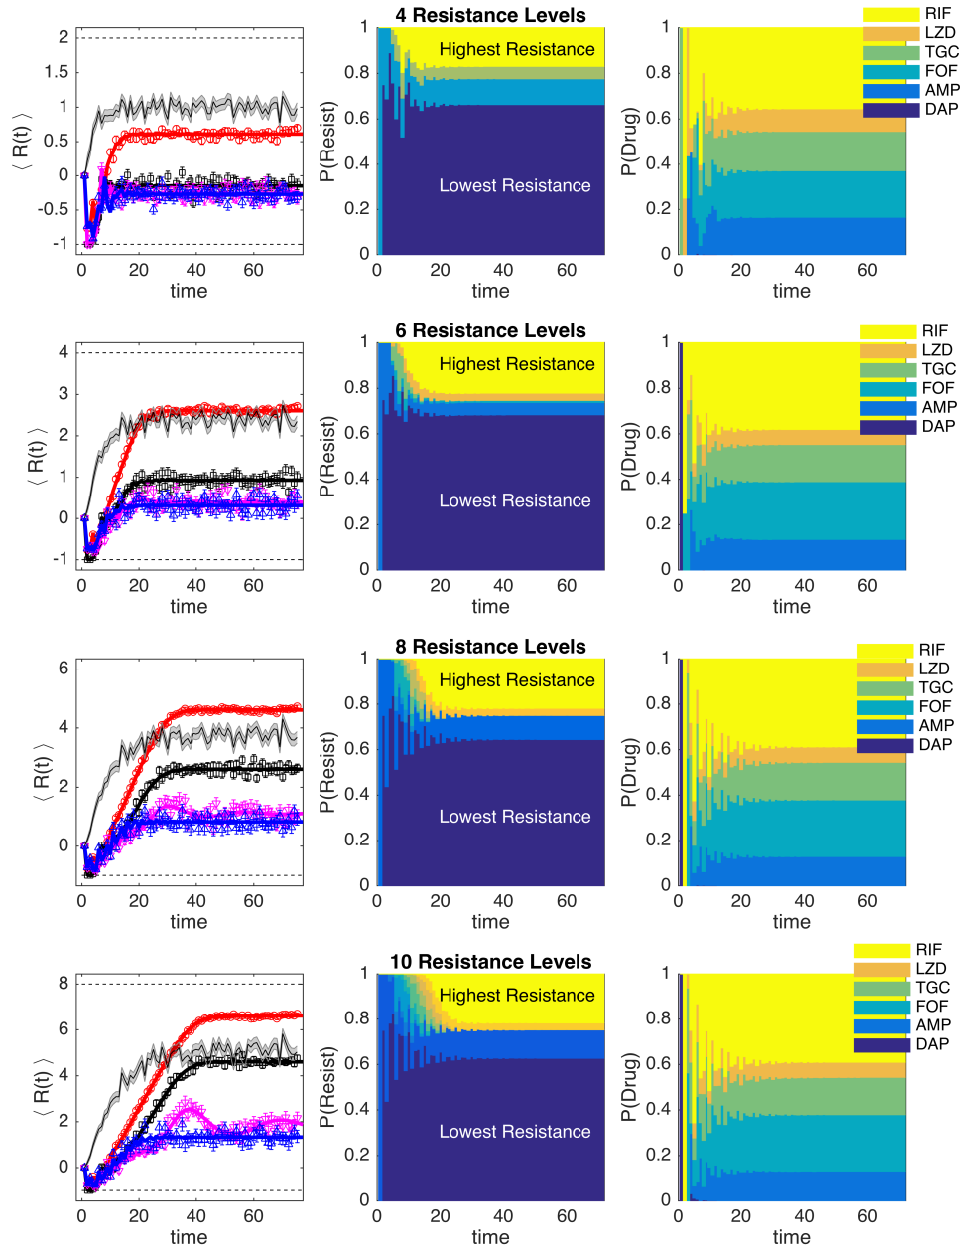 4 Resistance Levels
2
1.5
1
0.5
0
-0.5
-1
⟨ R(t) ⟩
0 20 40 60
time
1
0.8
0.6
0.4
0.2
0
P(Resist)
Highest Resistance
Lowest Resistance
0 20 40 60
time
1
0.8
0.6
0.4
0.2
0
P(Drug)
0 20 40 60
time
RIF
LZD
TGC
FOF
AMP
DAP
6 Resistance Levels
4
3
2
1
0
-1
⟨ R(t) ⟩
0 20 40 60
time
1
0.8
0.6
0.4
0.2
0
P(Resist)
Highest Resistance
Lowest Resistance
0 20 40 60
time
1
0.8
0.6
0.4
0.2
0
P(Drug)
0 20 40 60
time
RIF
LZD
TGC
FOF
AMP
DAP
8 Resistance Levels
6
4
2
0
⟨ R(t) ⟩
0 20 40 60
time
1
0.8
0.6
0.4
0.2
0
P(Resist)
Highest Resistance
Lowest Resistance
0 20 40 60
time
1
0.8
0.6
0.4
0.2
0
P(Drug)
0 20 40 60
time
RIF
LZD
TGC
FOF
AMP
DAP
10 Resistance Levels
8
6
4
2
0
⟨ R(t) ⟩
0 20 40 60
time
1
0.8
0.6
0.4
0.2
0
P(Resist)
Highest Resistance
Lowest Resistance
0 20 40 60
time
1
0.8
0.6
0.4
0.2
0
P(Drug)
0 20 40 60
time
RIF
LZD
TGC
FOF
AMP
DAP